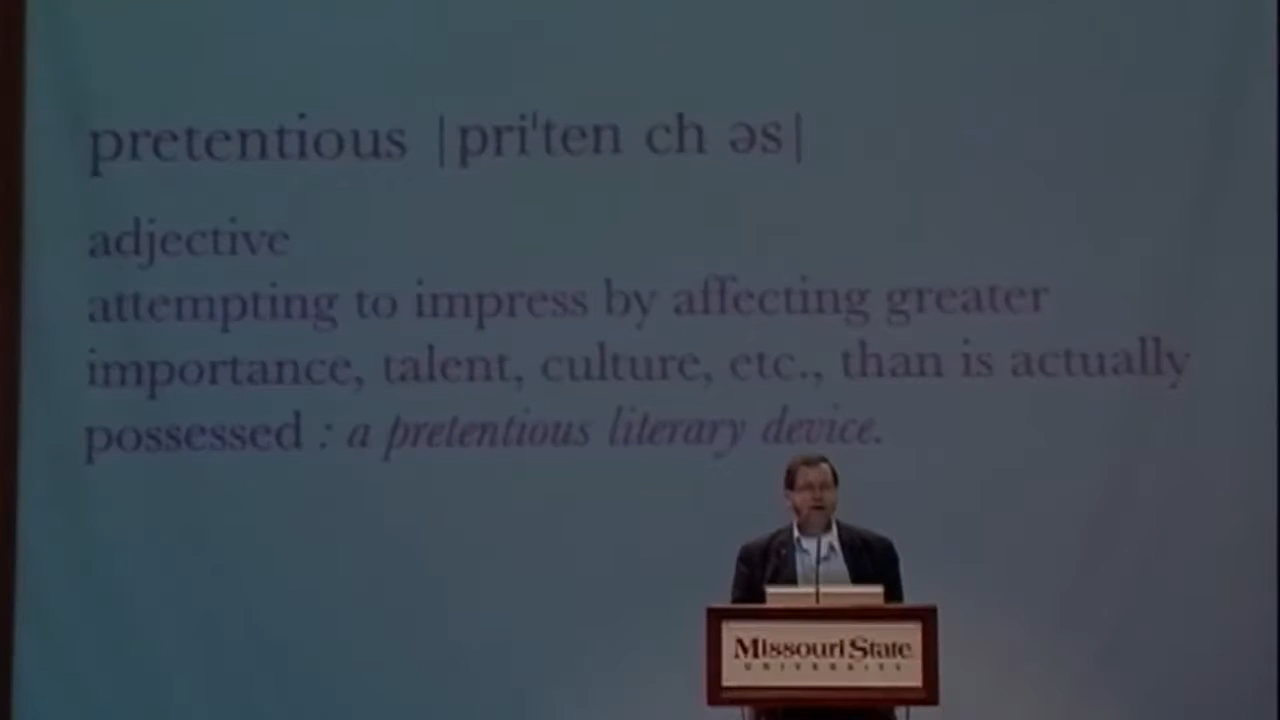 pretentious |pri'ten ch əs|
adjective
attempting to impress by affecting greater
importance, talent, culture, etc., than is actually
possessed : a pretentious literary device.
Missouri State
UNIVERSITY